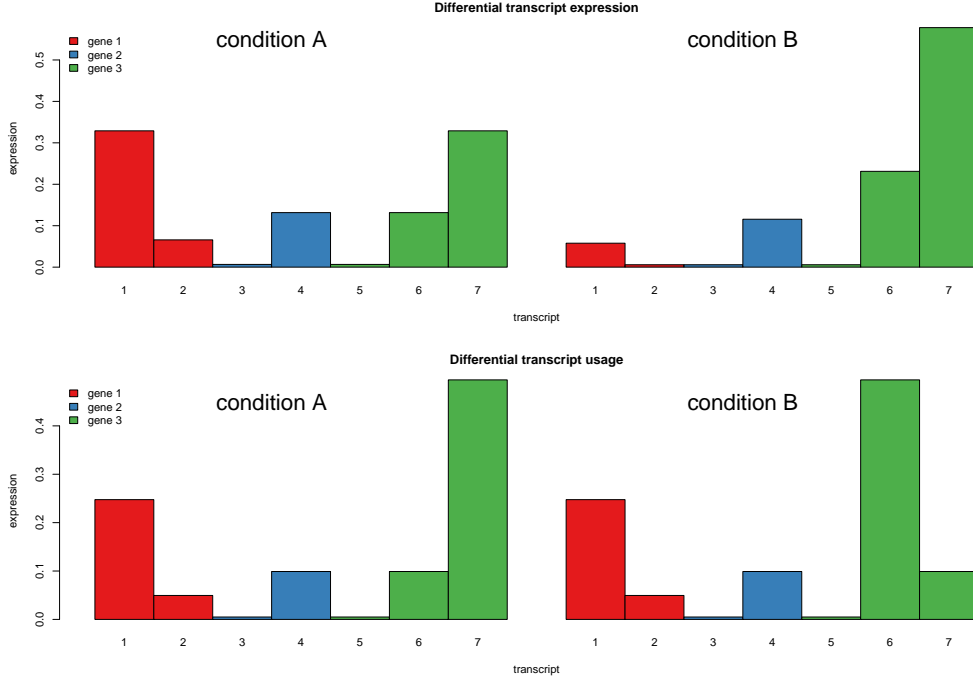 Differential transcript expression
condition A
condition B
gene 1
gene 2
gene 3
expression
0.5
0.4
0.3
0.2
0.1
0.0
1 2 3 4 5 6 7
1 2 3 4 5 6 7
transcript
Differential transcript usage
condition A
condition B
gene 1
gene 2
gene 3
expression
0.4
0.3
0.2
0.1
0.0
1 2 3 4 5 6 7
1 2 3 4 5 6 7
transcript